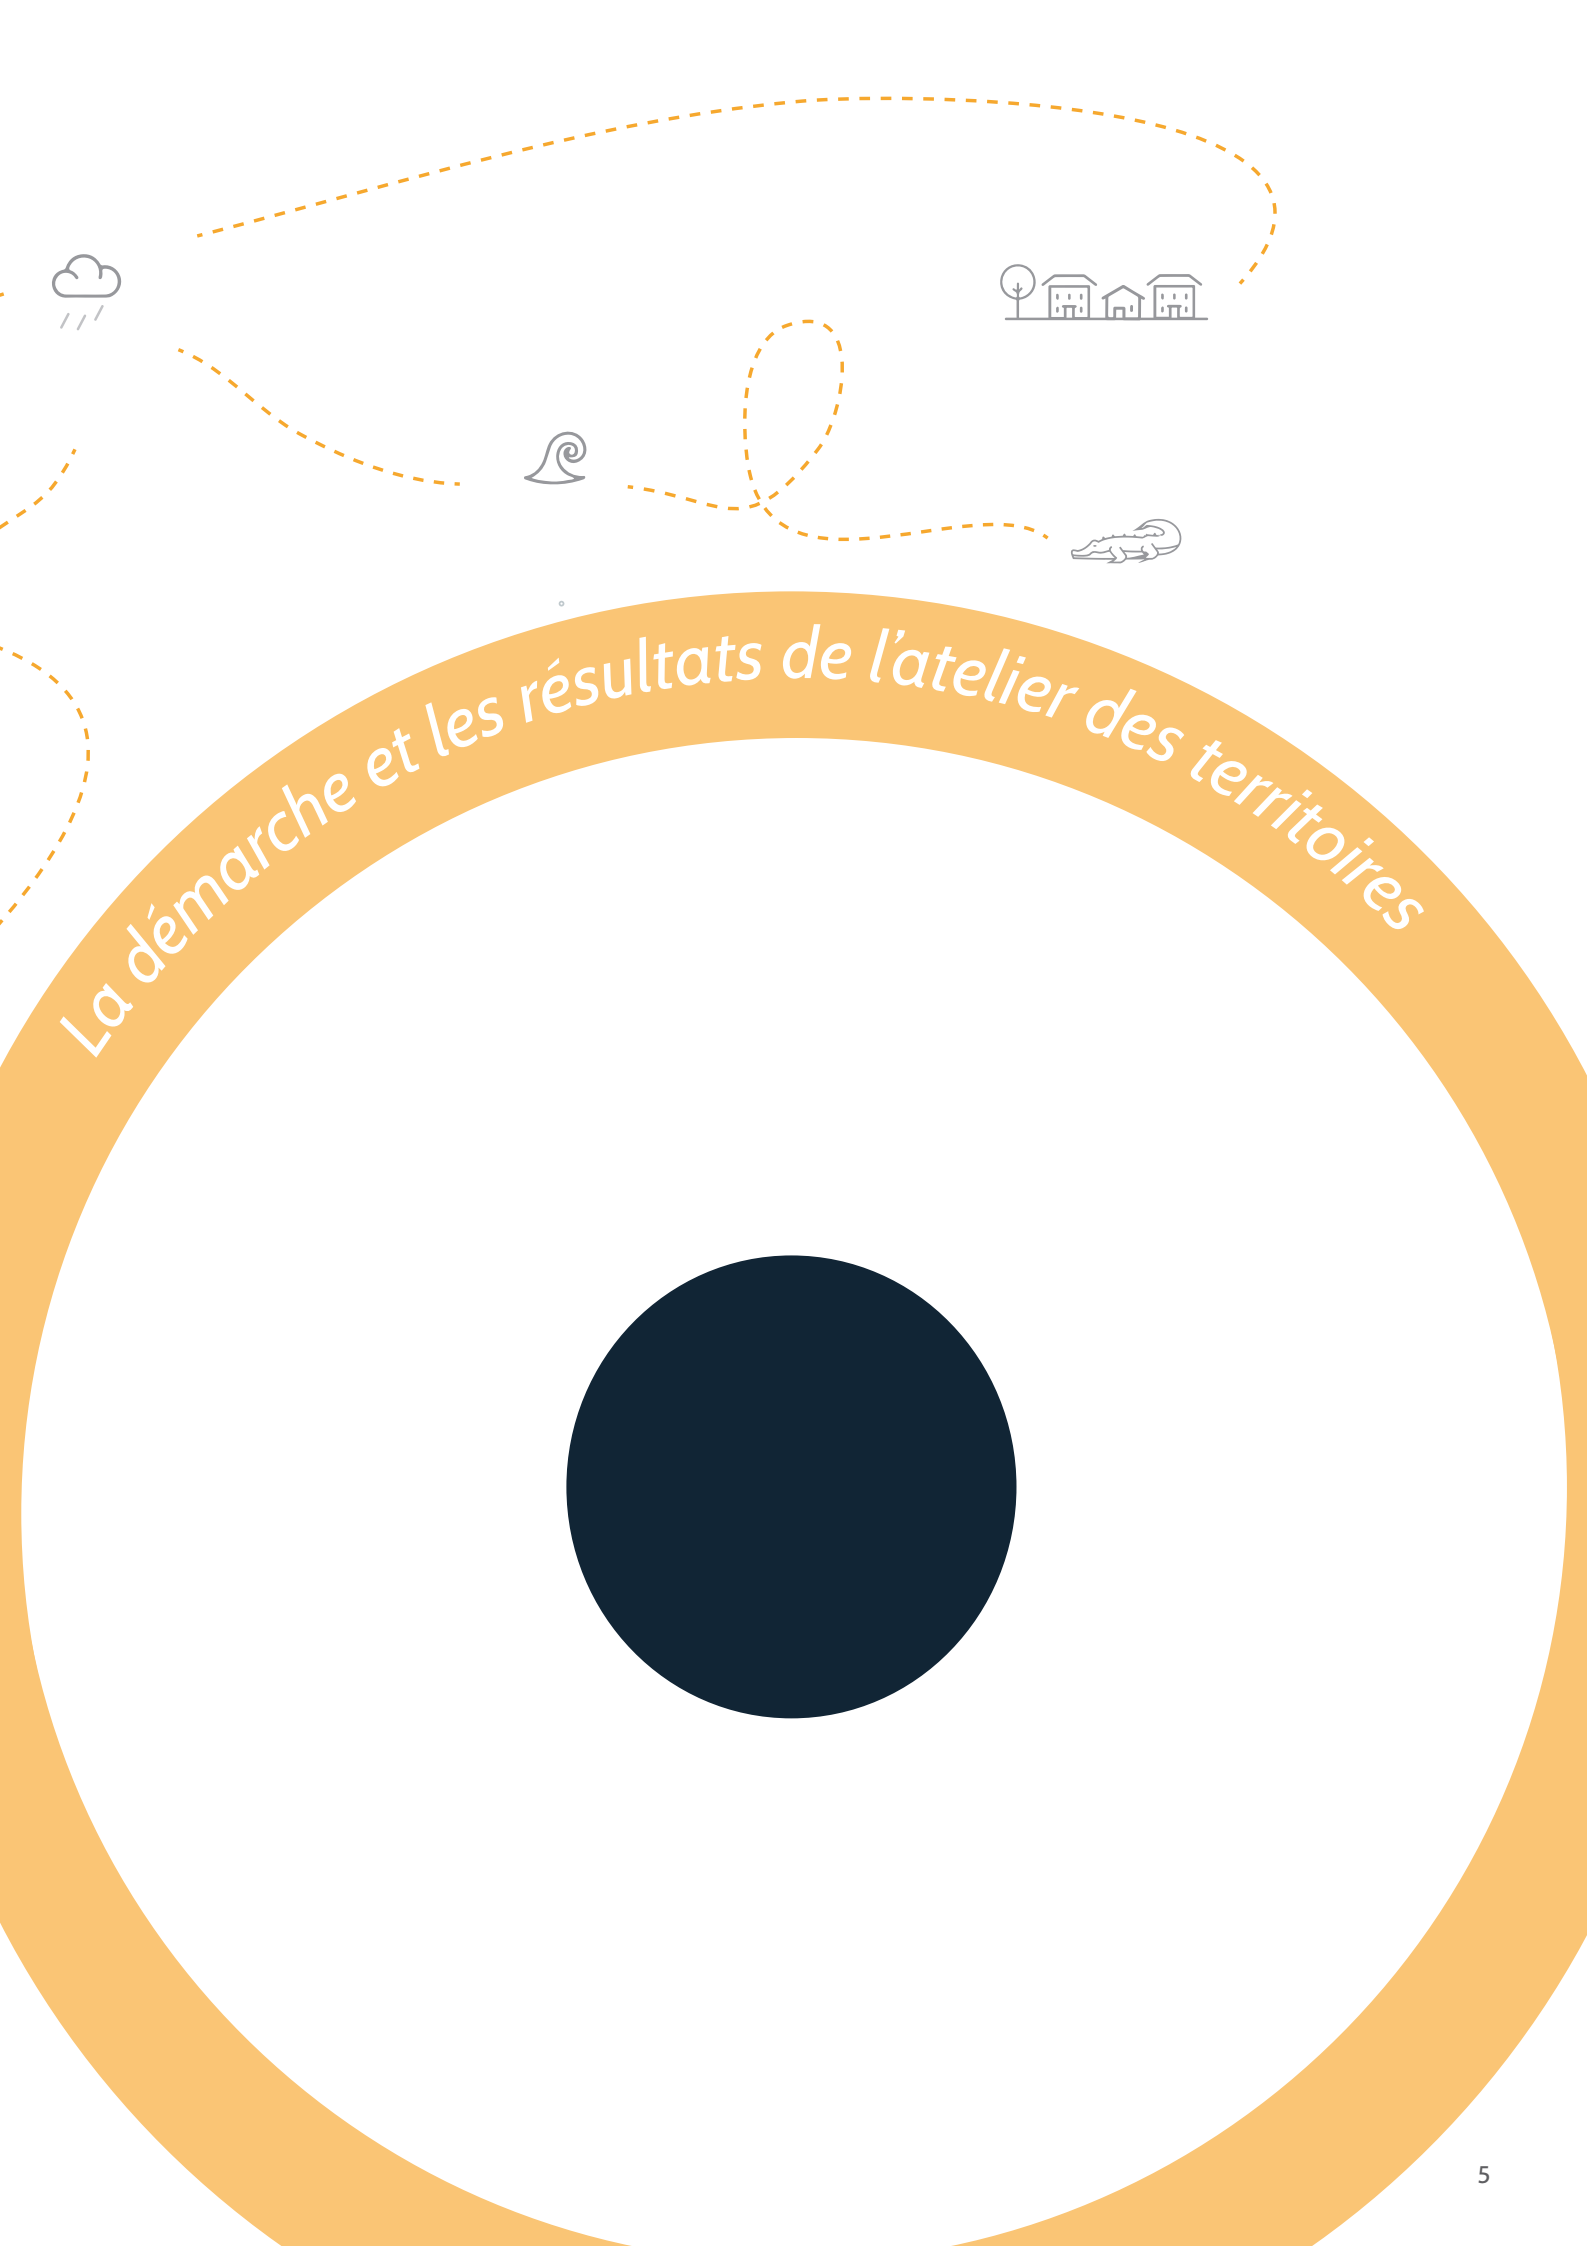 La démarche et les résultats de l’atelier des territoires
5